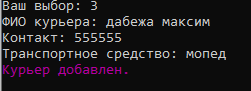 Ваш выбор: 3
ФИО курьера: дабежа максим
Контакт: 555555
Транспортное средство: мопед
Курьер добавлен.